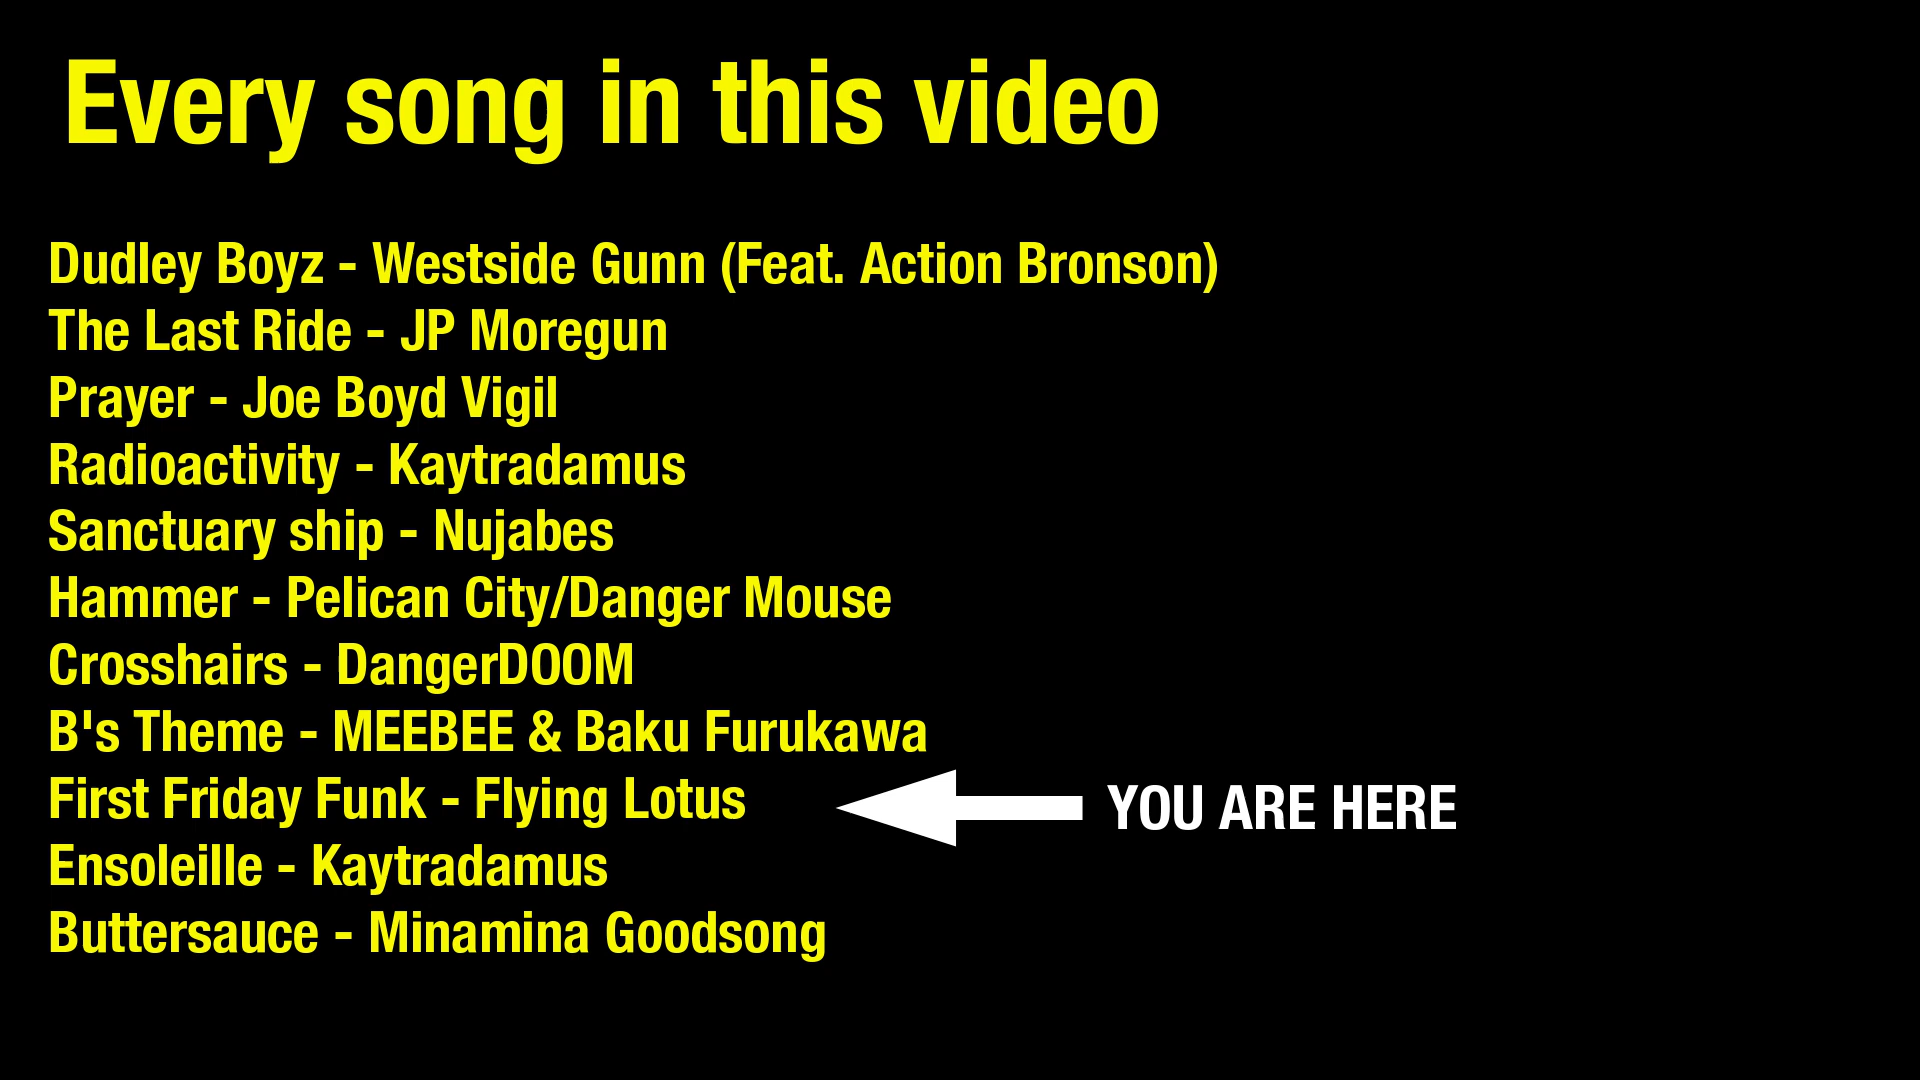 Every song in this video
Dudley Boyz - Westside Gunn (Feat. Action Bronson)
The Last Ride - JP Moregun
Prayer - Joe Boyd Vigil
Radioactivity - Kaytradamus
Sanctuary ship - Nujabes
Hammer - Pelican City/Danger Mouse
Crosshairs - DangerDOOM
B's Theme - MEEBEE & Baku Furukawa
First Friday Funk - Flying Lotus YOU ARE HERE
Ensoleille - Kaytradamus
Buttersauce - Minamina Goodsong